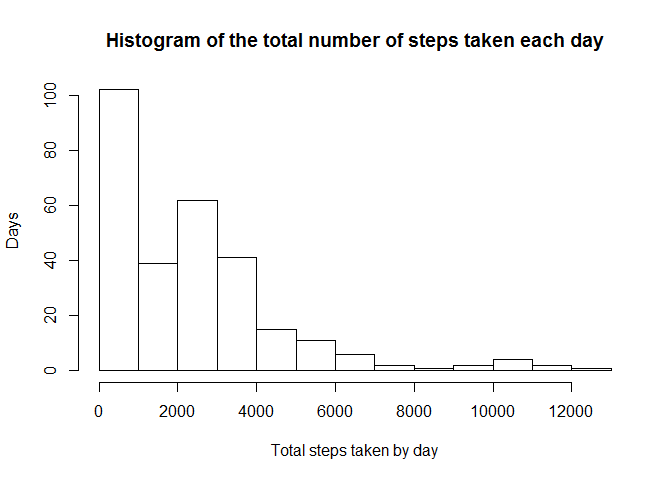 Histogram of the total number of steps taken each day
100
80
60
40
20
0
Days
0 2000 4000 6000 8000 10000 12000
Total steps taken by day